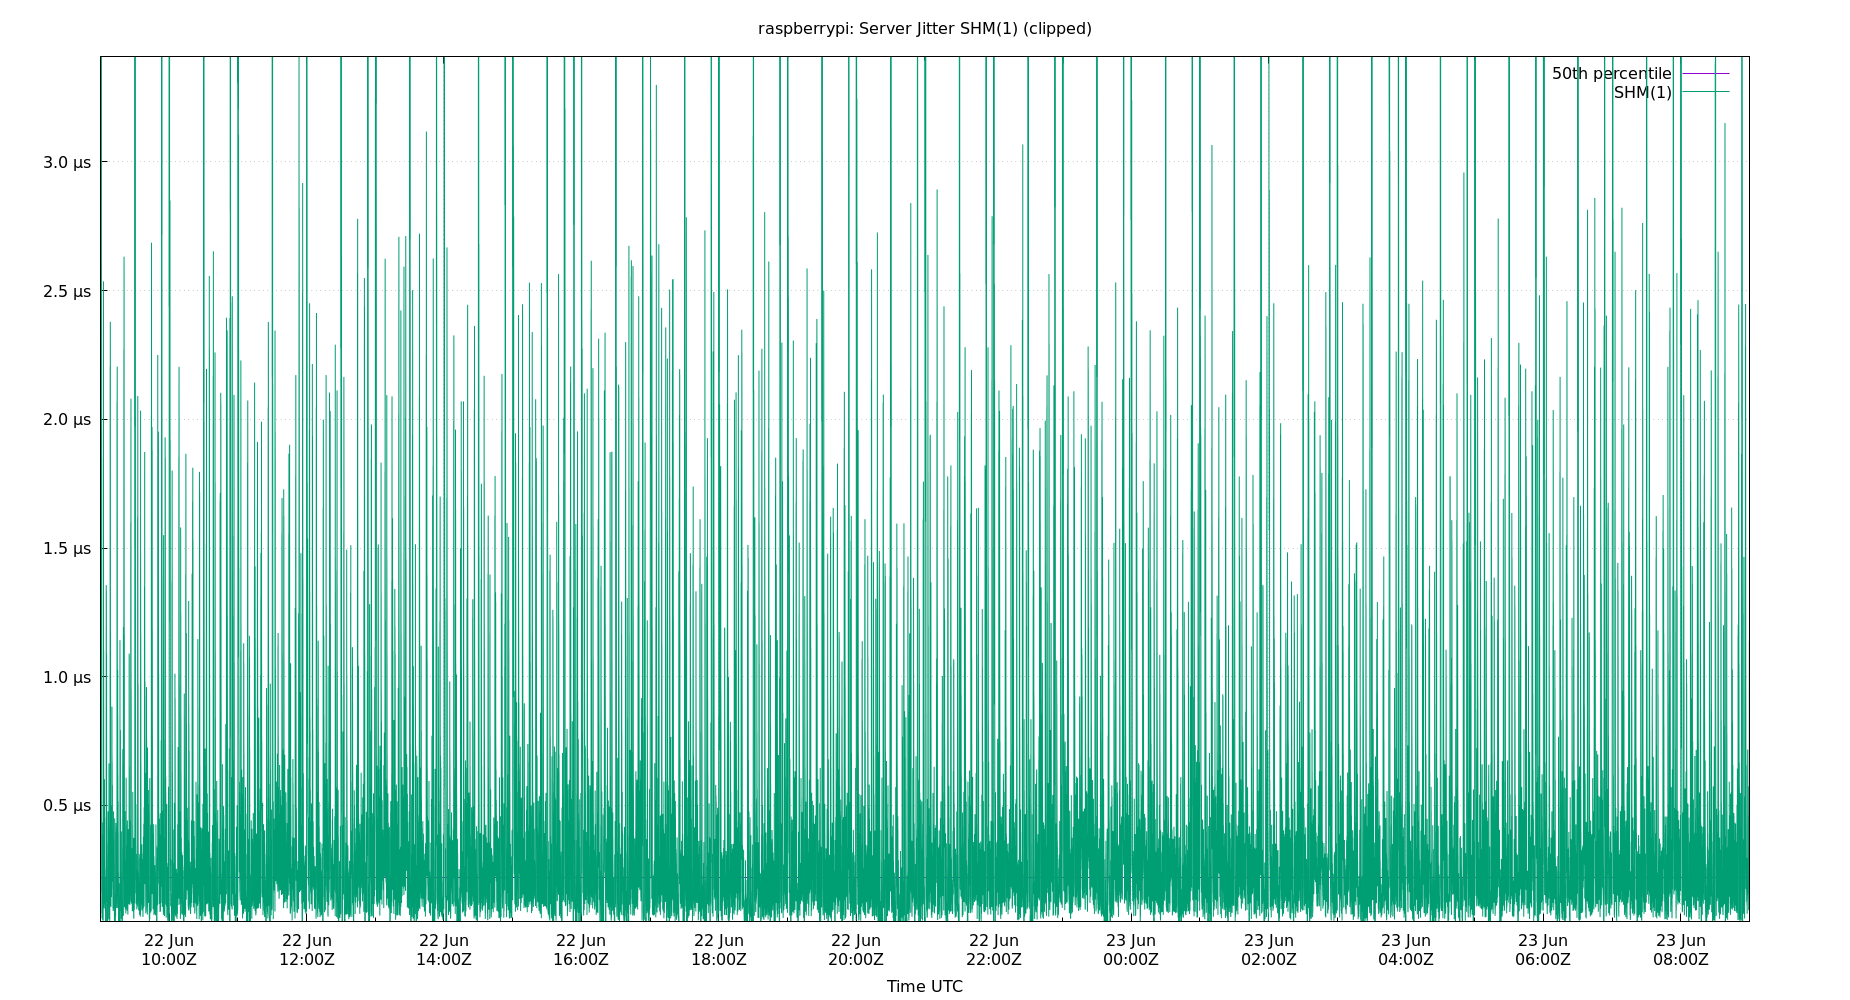 raspberrypi: Server Jitter SHM(1) (clipped)
50th percentile
SHM(1)
3.0 µs
2.5 µs
2.0 µs
1.5 µs
1.0 µs
0.5 µs
22 Jun 22 Jun 22 Jun 22 Jun 22 Jun 22 Jun 22 Jun 23 Jun 23 Jun 23 Jun 23 Jun 23 Jun
10:00Z 12:00Z 14:00Z 16:00Z 18:00Z 20:00Z 22:00Z 00:00Z 02:00Z 04:00Z 06:00Z 08:00Z
Time UTC